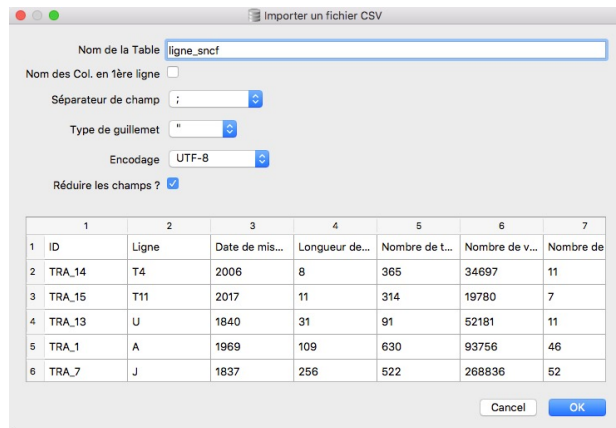 Importer un fichier CSV
Nom de la Table ligne_sncf
Nom des Col. en 1ère ligne
Séparateur de champ ;
Type de guillemet "
Encodage UTF-8
Réduire les champs ?
1 2 3 4 5 6 7
1 ID Ligne Date de mis... Longueur de... Nombre de t... Nombre de v... Nombre de
2 TRA_14 T4 2006 8 365 34697 11
3 TRA_15 T11 2017 11 314 19780 7
4 TRA_13 U 1840 31 91 52181 11
5 TRA_1 A 1969 109 630 93756 46
6 TRA_7 J 1837 256 522 268836 52
Cancel OK